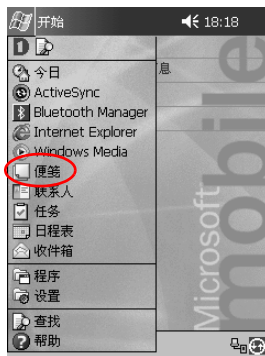 开始 18:18
今日
息
ActiveSync
Bluetooth Manager
Internet Explorer
Windows Media
便笺
联系人
任务
日程表
收件箱
程序
设置
查找
帮助
Microsoft
mobile